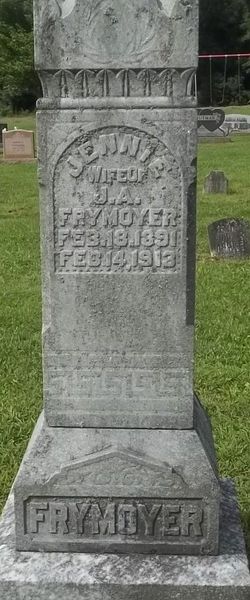 JENNIE
WIFE OF
J.A.
FRYMOYER
FEB.18.1891
FEB.14.1913
FRYMOYER